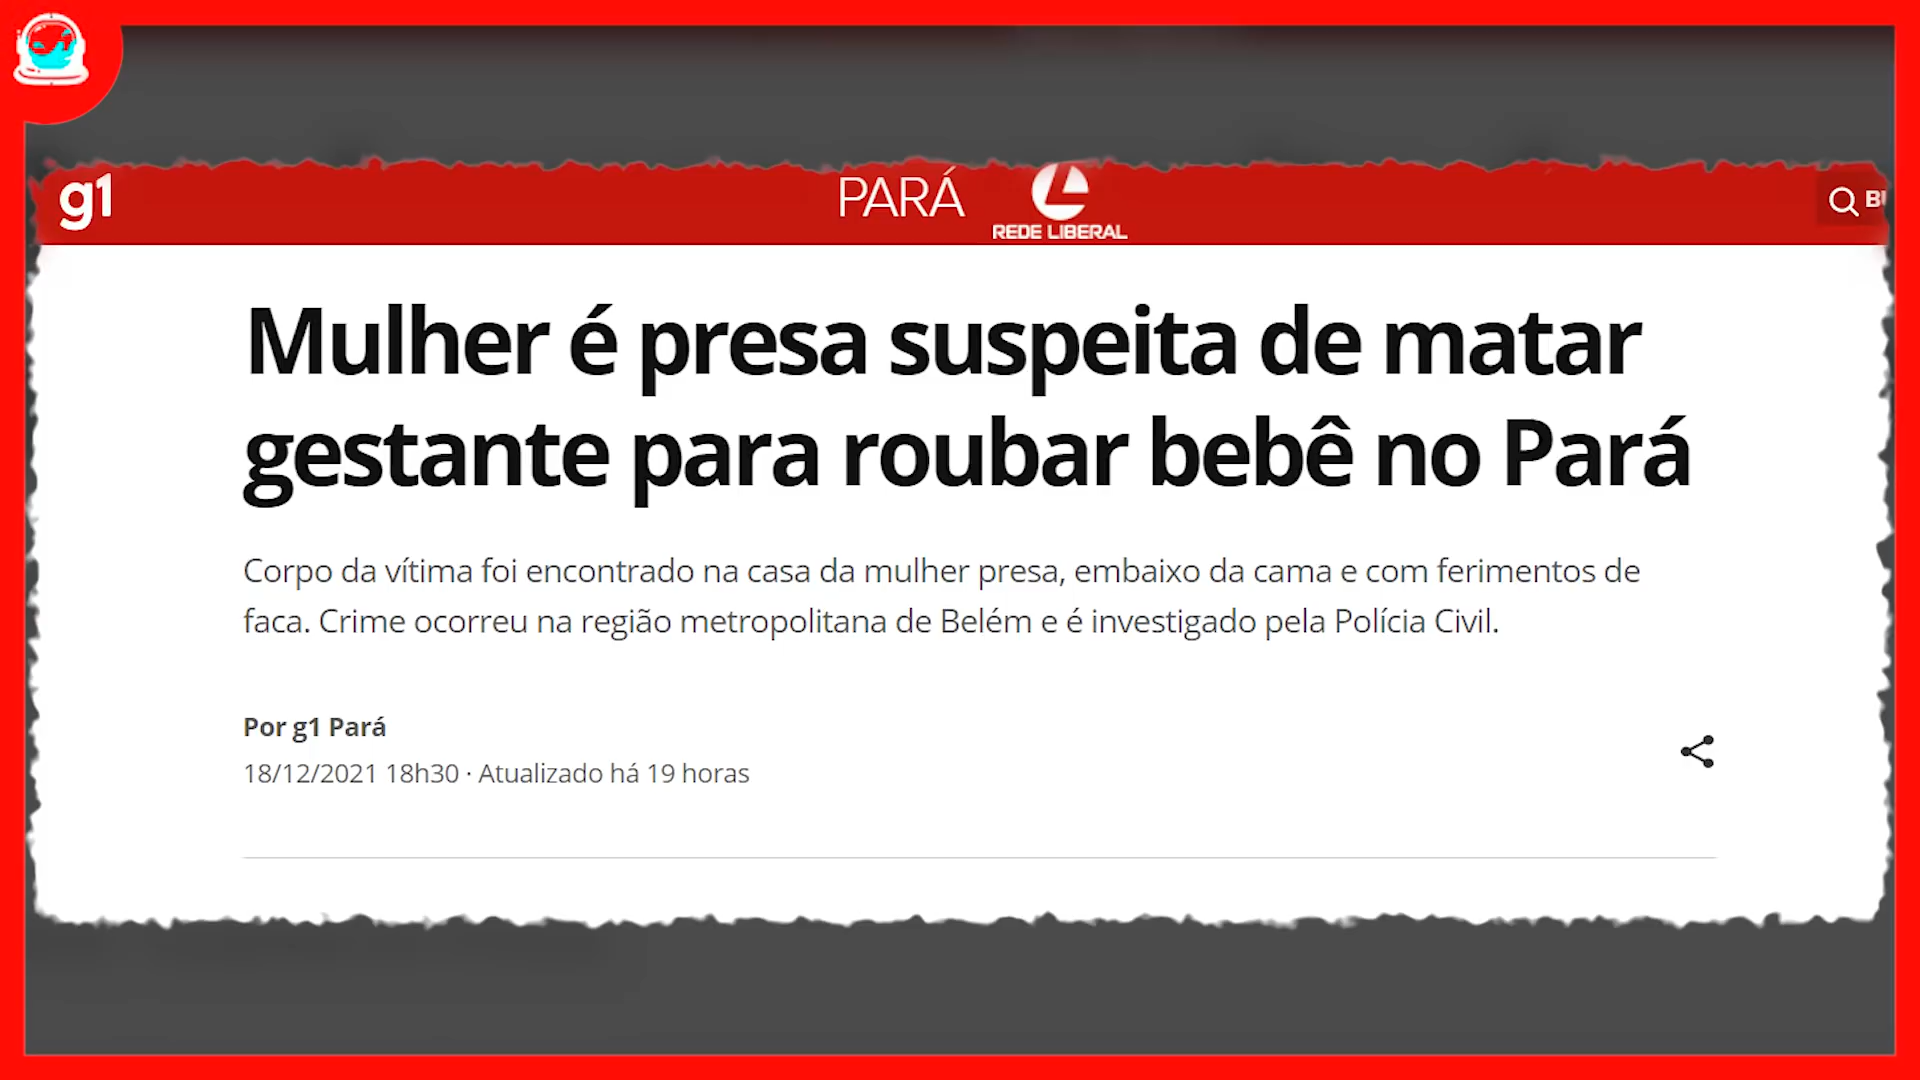 g1
PARÁ
REDE LIBERAL
Mulher é presa suspeita de matar
gestante para roubar bebê no Pará
Corpo da vítima foi encontrado na casa da mulher presa, embaixo da cama e com ferimentos de
faca. Crime ocorreu na região metropolitana de Belém e é investigado pela Polícia Civil.
Por g1 Pará
18/12/2021 18h30 · Atualizado há 19 horas